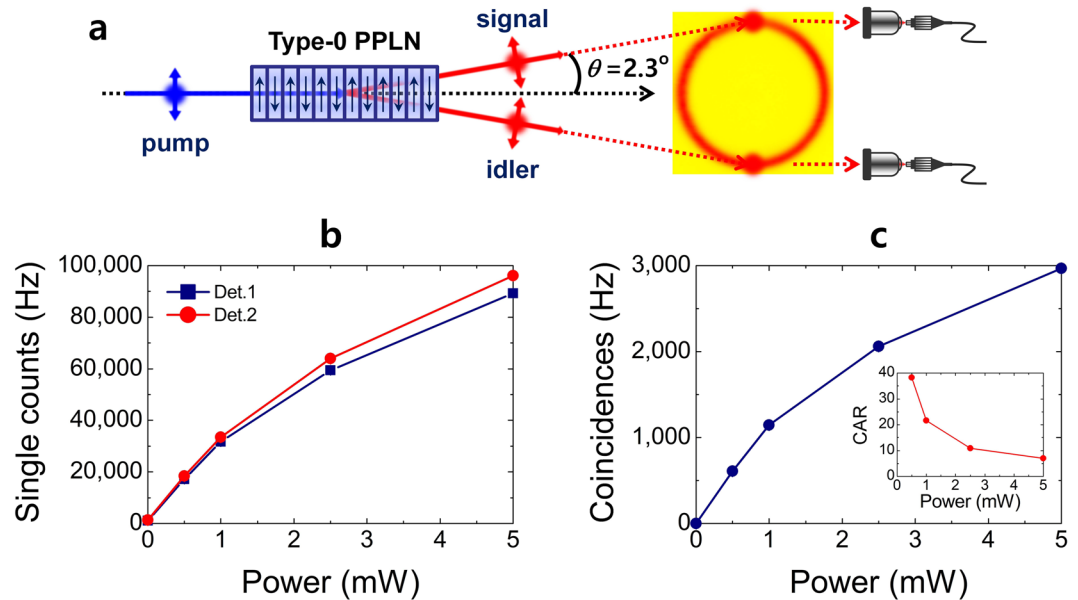 a
signal
Type-0 PPLN
θ = 2.3°
pump
idler
b
Single counts (Hz)
100,000
80,000
60,000
40,000
20,000
0
Det.1
Det.2
0 1 2 3 4 5
Power (mW)
c
Coincidences (Hz)
3,000
2,000
1,000
0
CAR
40
30
20
10
0
0 1 2 3 4 5
Power (mW)
0 1 2 3 4 5
Power (mW)